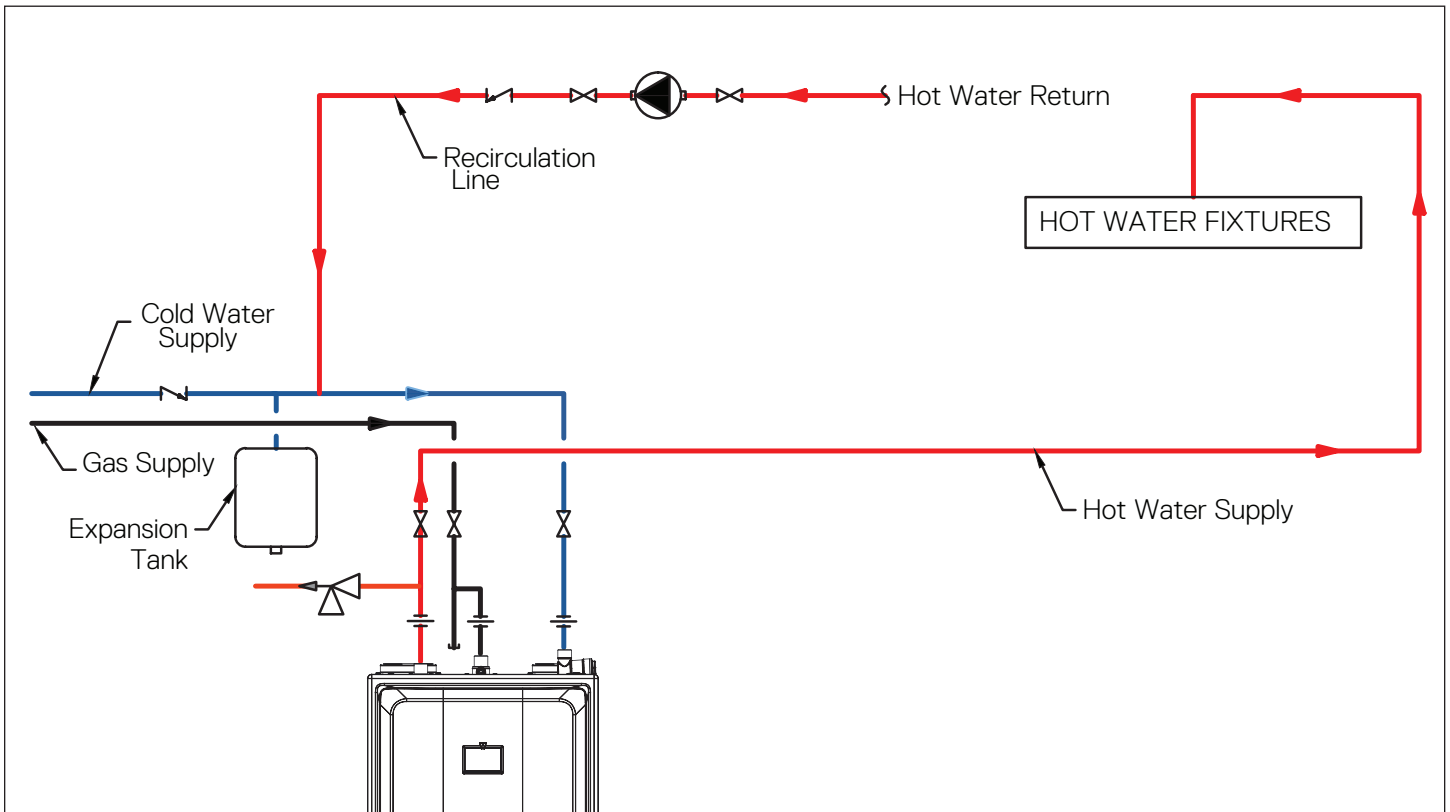 Hot Water Return
Recirculation
Line
HOT WATER FIXTURES
Cold Water
Supply
Gas Supply
Expansion
Tank
Hot Water Supply